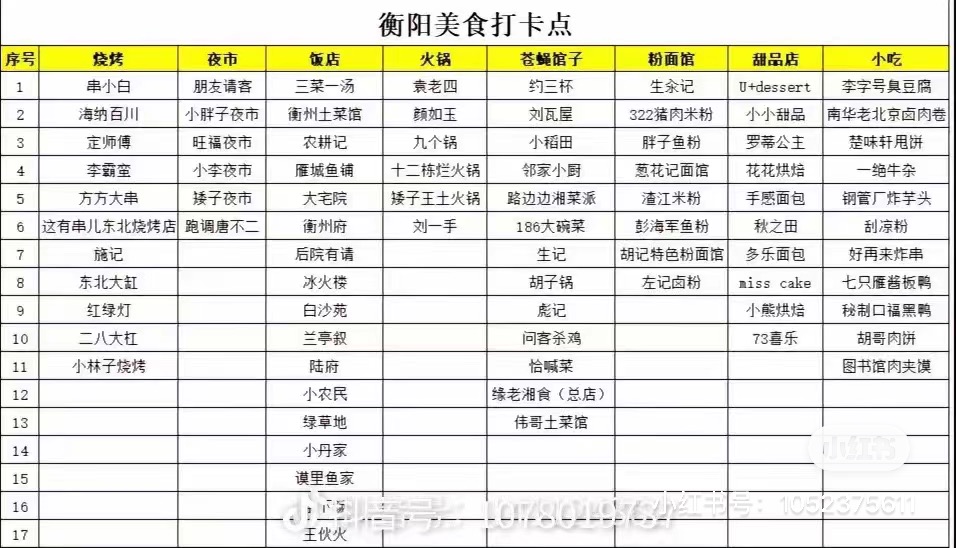 衡阳美食打卡点
序号 烧烤 夜市 饭店 火锅 苍蝇馆子 粉面馆 甜品店 小吃
1 串小白 朋友请客 三菜一汤 袁老四 约三杯 生氽记 U+dessert 李字号臭豆腐
2 海纳百川 小胖子夜市 衡州土菜馆 颜如玉 刘瓦屋 322猪肉米粉 小小甜品 南华老北京卤肉卷
3 定师傅 旺福夜市 农耕记 九个锅 小稻田 胖子鱼粉 罗蒂公主 楚味轩甩饼
4 李霸蛮 小李夜市 雁城鱼铺 十二栋烂火锅 邻家小厨 葱花记面馆 花花烘焙 一绝牛杂
5 方方大串 矮子夜市 大宅院 矮子王土火锅 路边边湘菜派 渣江米粉 手感面包 钢管厂炸芋头
6 这有串儿东北烧烤店 跑调唐不二 衡州府 刘一手 186大碗菜 彭海军鱼粉 秋之田 刮凉粉
7 施记 后院有请 生记 胡记特色粉面馆 多乐面包 好再来炸串
8 东北大缸 冰火楼 胡子锅 左记卤粉 miss cake 七只雁酱板鸭
9 红绿灯 白沙苑 彪记 小熊烘焙 秘制口福黑鸭
10 二八大杠 兰亭叙 问客杀鸡 73喜乐 胡哥肉饼
11 小林子烧烤 陆府 恰喊菜 图书馆肉夹馍
12 小农民 缘老湘食（总店）
13 绿草地 伟哥土菜馆
14 小丹家
15 谟里鱼家
16
17 王伙火
小红书
小红书号：1052375611